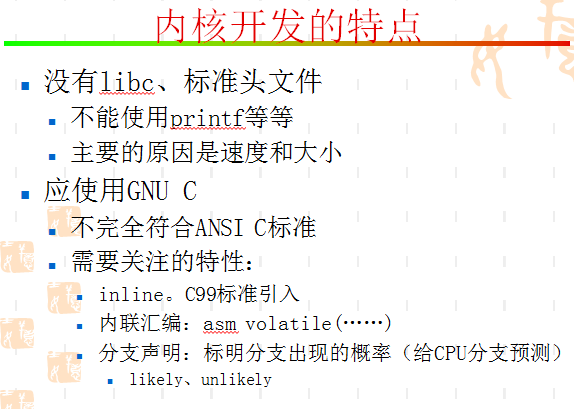 内核开发的特点
没有libc、标准头文件
不能使用printf等等
主要的原因是速度和大小
应使用GNU C
不完全符合ANSI C标准
需要关注的特性：
inline。C99标准引入
内联汇编：asm volatile(……)
分支声明：标明分支出现的概率（给CPU分支预测）
likely、unlikely